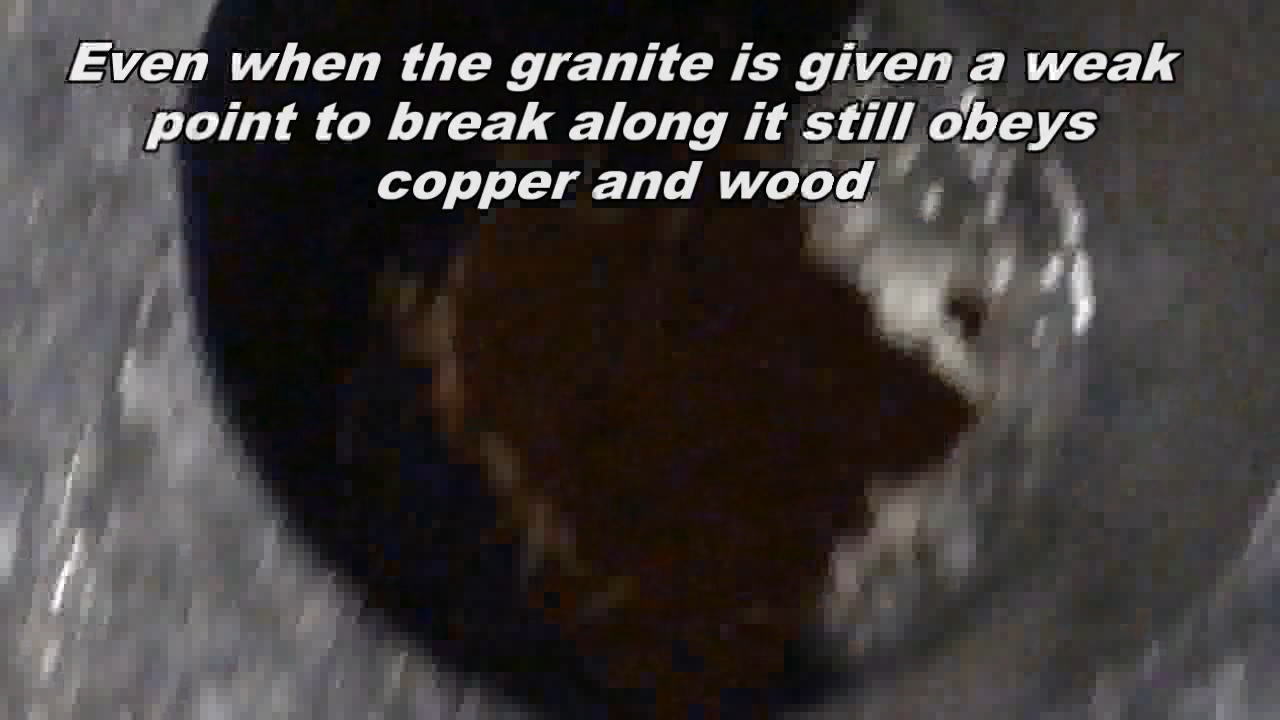 Even when the granite is given a weak
point to break along it still obeys
copper and wood